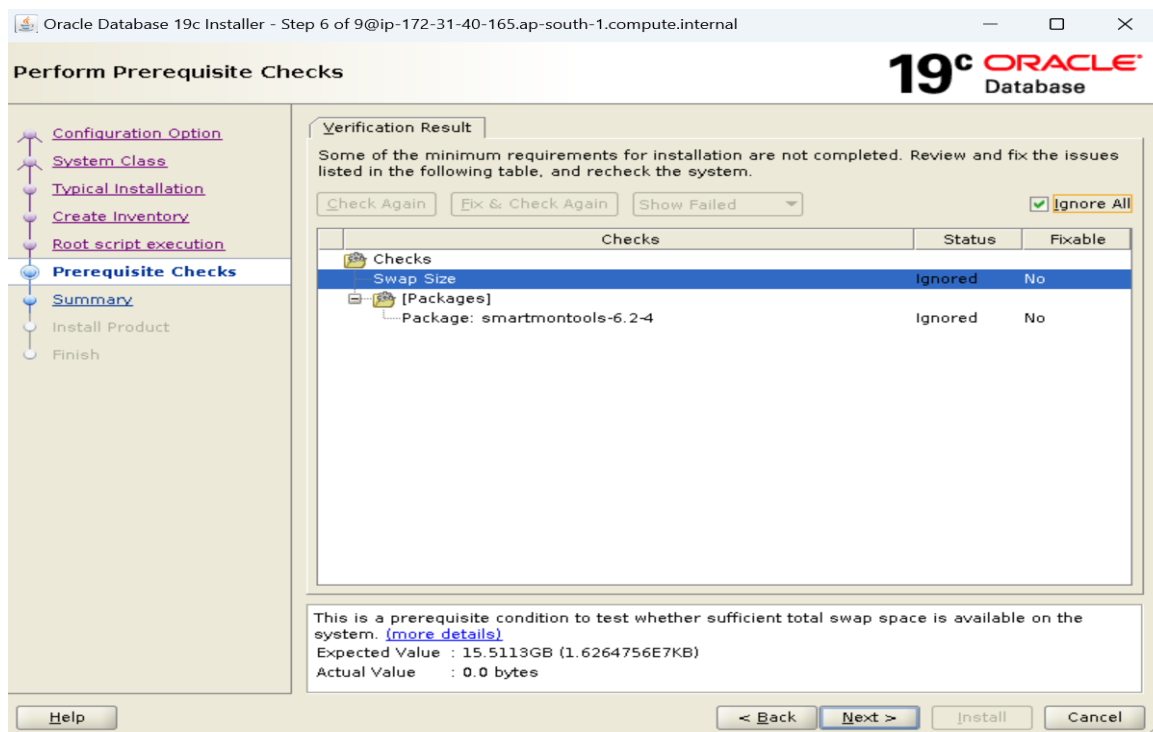 Oracle Database 19c Installer - Step 6 of 9@ip-172-31-40-165.ap-south-1.compute.internal
Perform Prerequisite Checks
19c ORACLE
Database
Configuration Option
System Class
Typical Installation
Create Inventory
Root script execution
Prerequisite Checks
Summary
Install Product
Finish
Verification Result
Some of the minimum requirements for installation are not completed. Review and fix the issues
listed in the following table, and recheck the system.
Check Again Fix & Check Again Show Failed Ignore All
Checks Status Fixable
Checks
Swap Size Ignored No
[Packages]
Package: smartmontools-6.2-4 Ignored No
This is a prerequisite condition to test whether sufficient total swap space is available on the
system. (more details)
Expected Value : 15.5113GB (1.6264756E7KB)
Actual Value : 0.0 bytes
Help < Back Next > Install Cancel